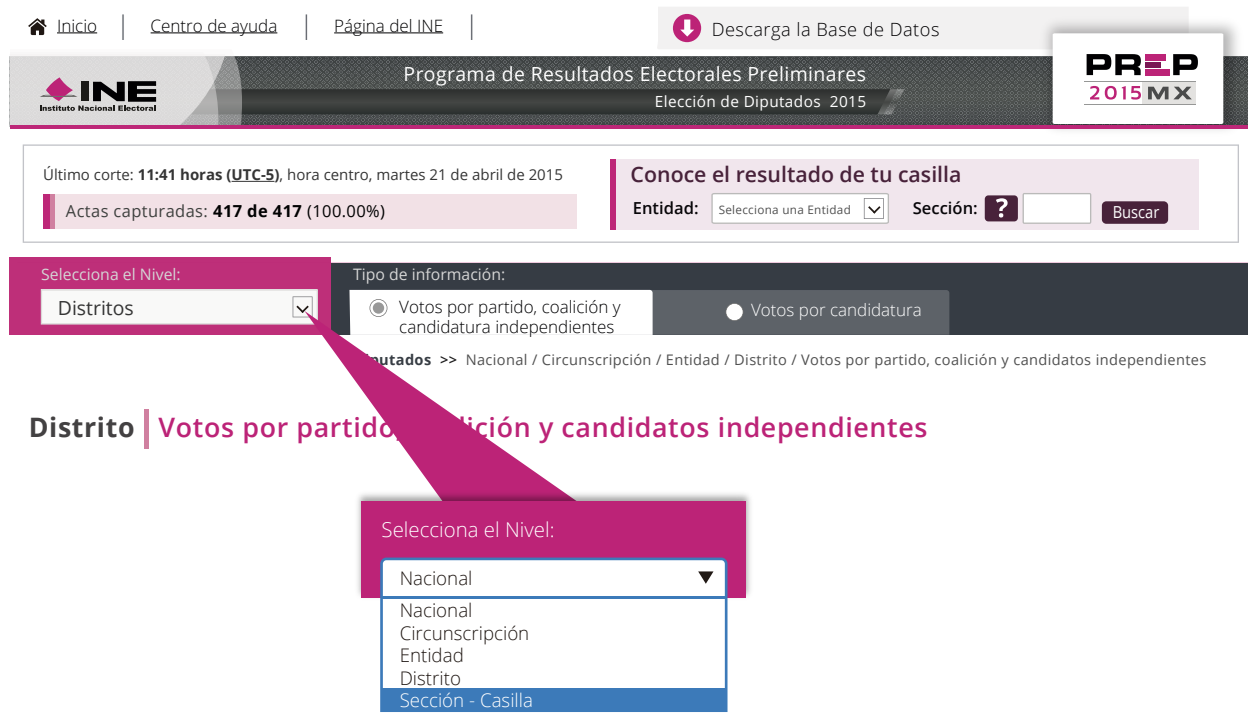 Inicio
Centro de ayuda
Página del INE
Descarga la Base de Datos
INE
Instituto Nacional Electoral
Programa de Resultados Electorales Preliminares
Elección de Diputados 2015
PREP
2015 MX
Último corte: 11:41 horas (UTC-5), hora centro, martes 21 de abril de 2015
Actas capturadas: 417 de 417 (100.00%)
Conoce el resultado de tu casilla
Entidad: Selecciona una Entidad Sección: ? Buscar
Selecciona el Nivel:
Distritos
Tipo de información:
Votos por partido, coalición y
candidatura independientes
Votos por candidatura
putados >> Nacional / Circunscripción / Entidad / Distrito / Votos por partido, coalición y candidatos independientes
Distrito Votos por partido, lición y candidatos independientes
Selecciona el Nivel:
Nacional
Nacional
Circunscripción
Entidad
Distrito
Sección - Casilla